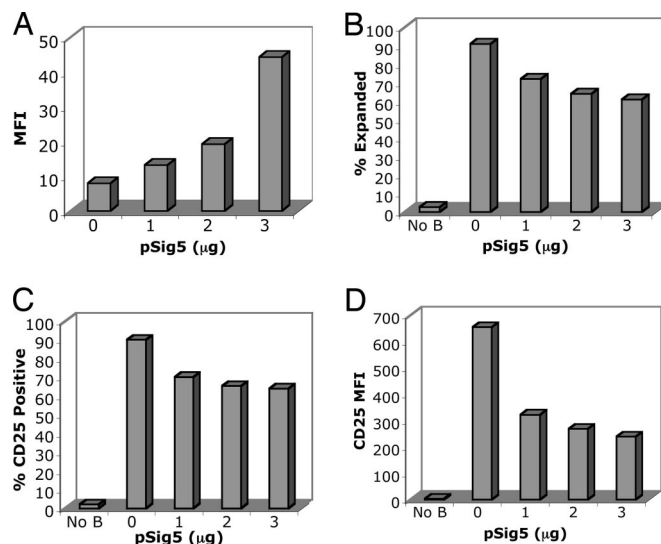 A
MFI
50
40
30
20
10
0
0 1 2 3
pSig5 (μg)
B
% Expanded
100
90
80
70
60
50
40
30
20
10
0
No B 0 1 2 3
pSig5 (μg)
C
% CD25 Positive
100
90
80
70
60
50
40
30
20
10
0
No B 0 1 2 3
pSig5 (μg)
D
CD25 MFI
700
600
500
400
300
200
100
0
No B 0 1 2 3
pSig5 (μg)